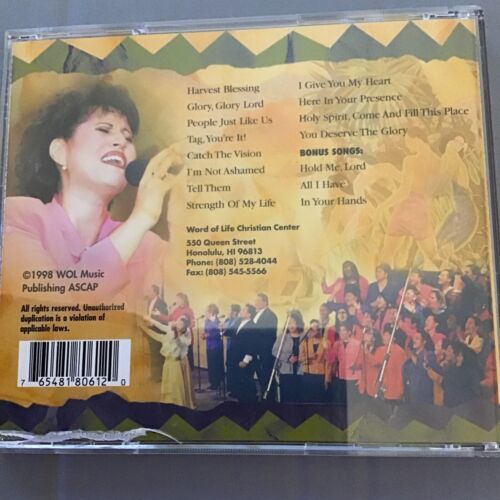 Harvest Blessing
Glory, Glory Lord
People Just Like Us
Tag, You're It!
Catch The Vision
I'm Not Ashamed
Tell Them
Strength Of My Life
I Give You My Heart
Here In Your Presence
Holy Spirit, Come And Fill This Place
You Deserve The Glory
BONUS SONGS:
Hold Me, Lord
All I Have
In Your Hands
Word of Life Christian Center
550 Queen Street
Honolulu, HI 96813
Phone: (808) 528-4044
Fax: (808) 545-5566
©1998 WOL Music
Publishing ASCAP
All rights reserved. Unauthorized
duplication is a violation of
applicable laws.
7 65481 80612 0